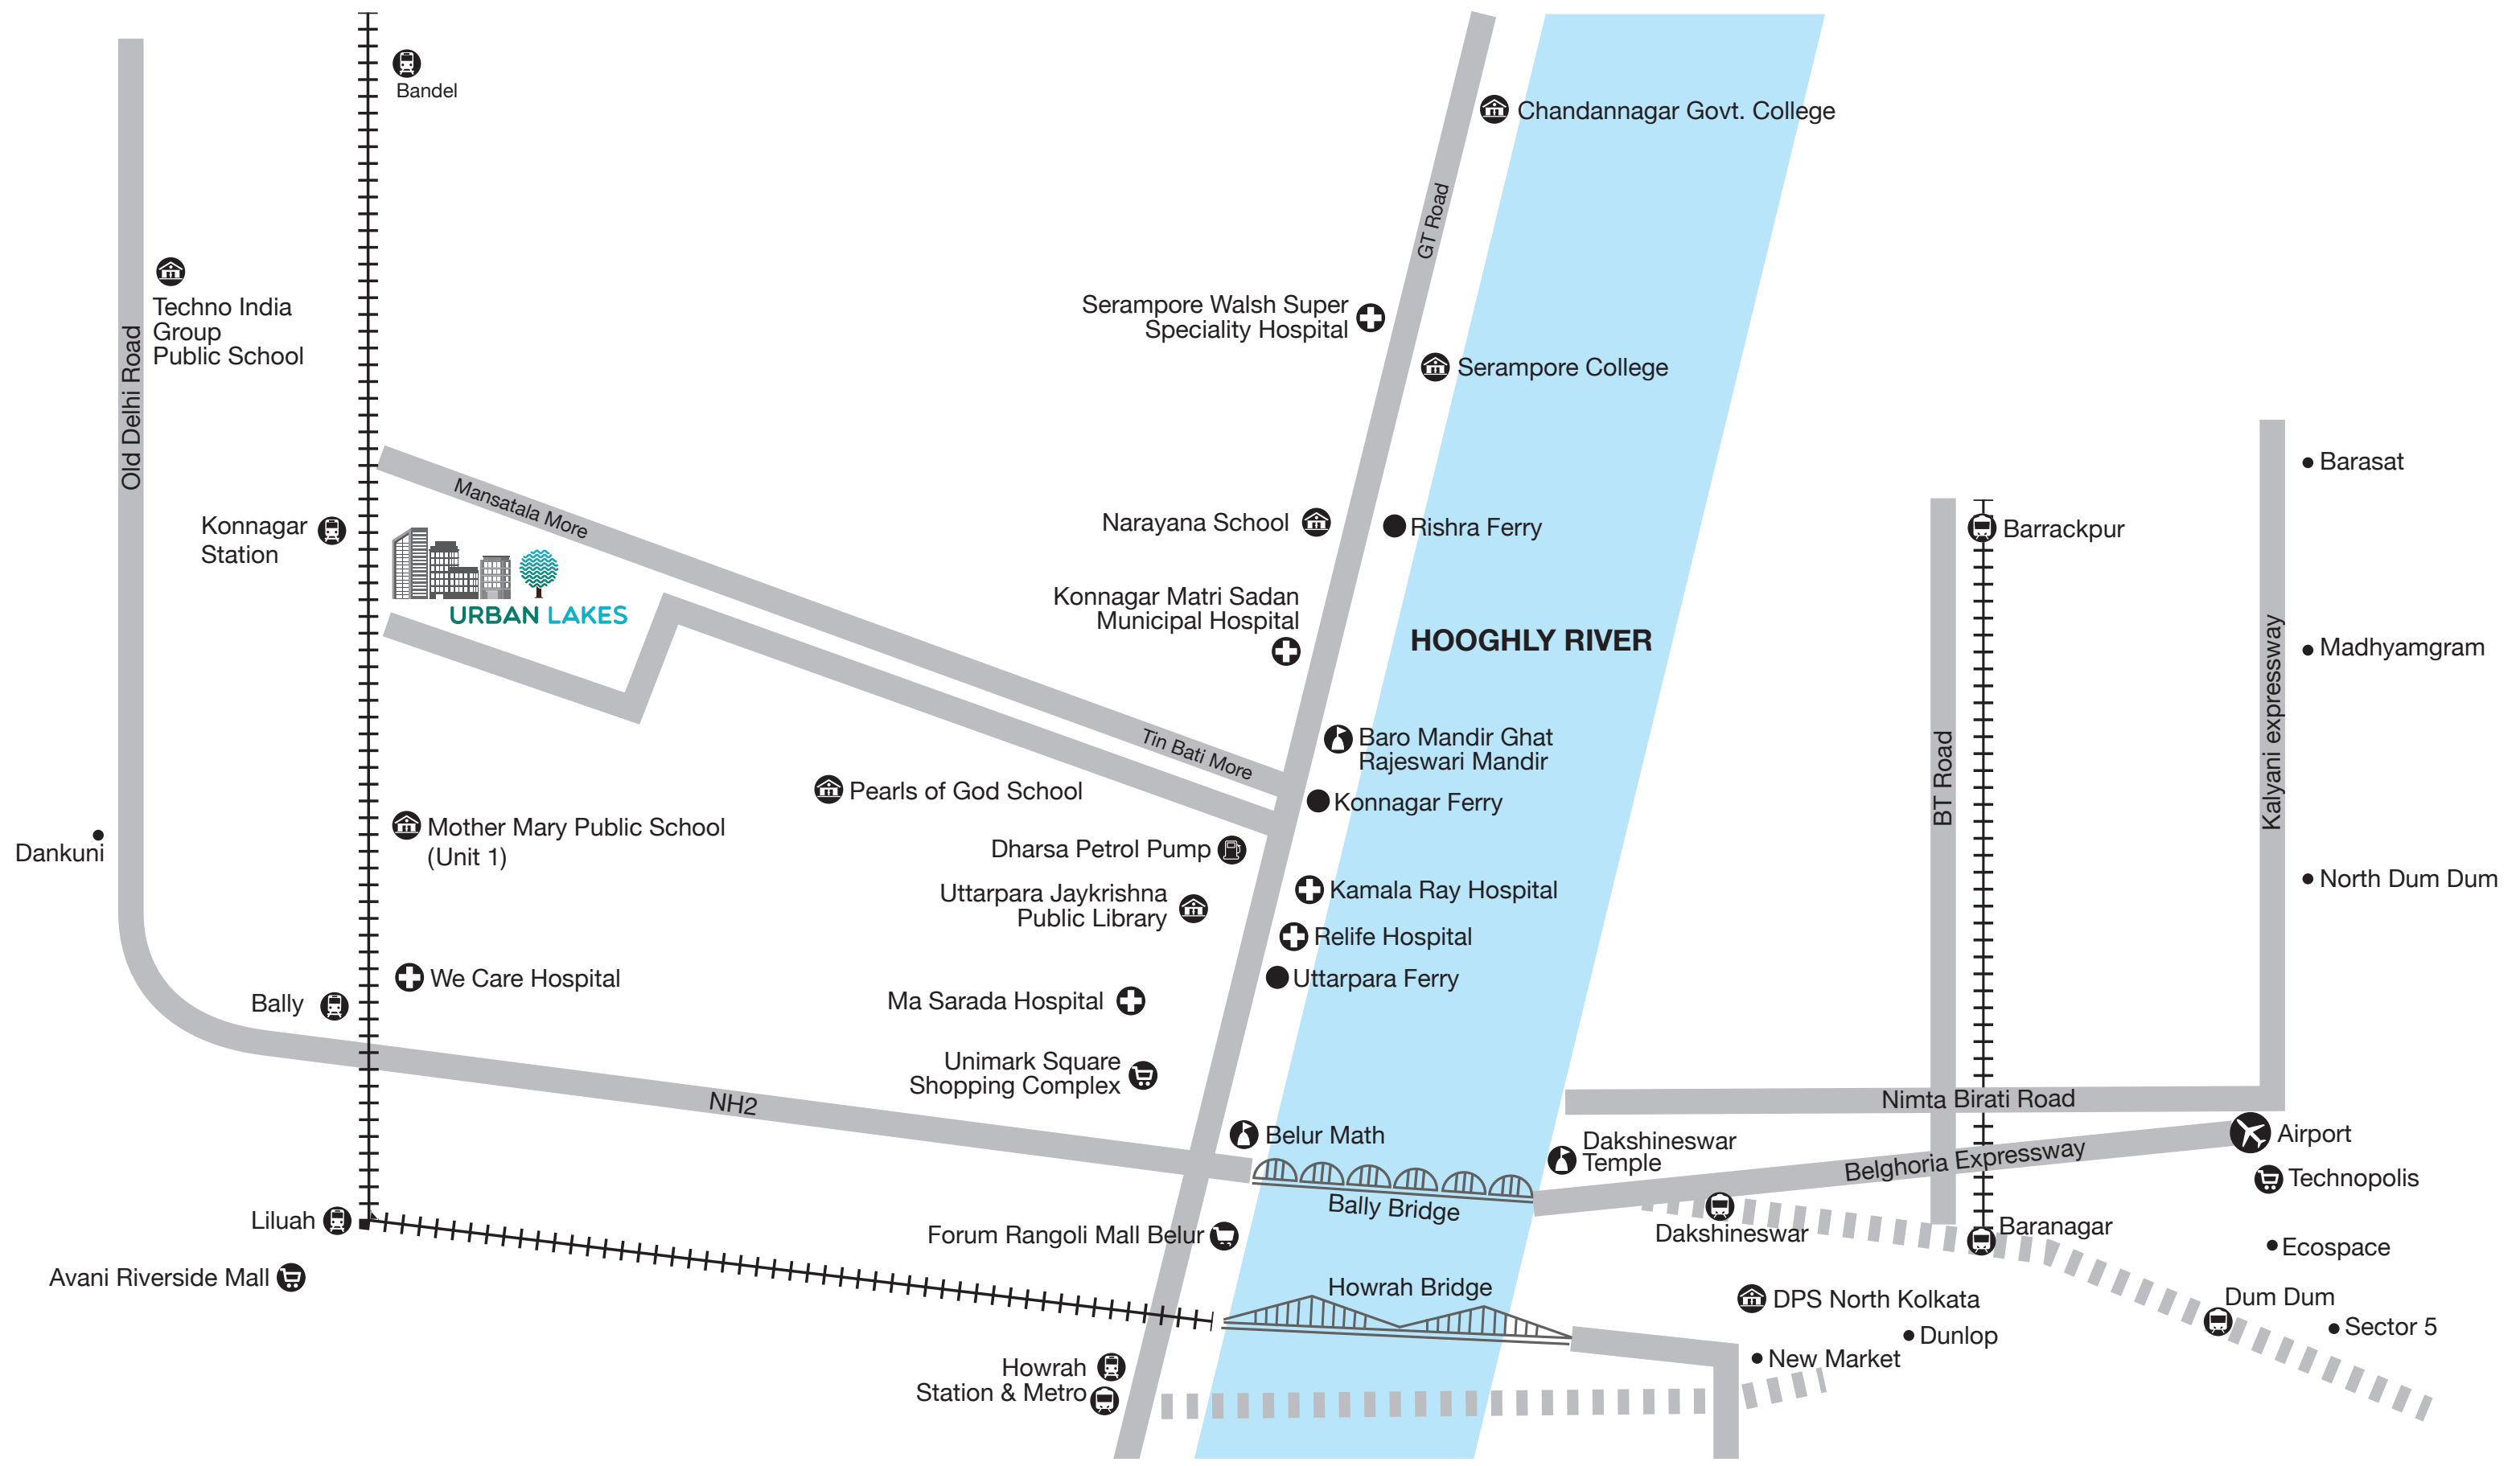 Bandel
Chandannagar Govt. College
GT Road
Techno India
Group
Public School
Old Delhi Road
Serampore Walsh Super
Speciality Hospital
Serampore College
Barasat
Mansatala More
Konnagar
Station
Narayana School
Rishra Ferry
Barrackpur
URBAN LAKES
Konnagar Matri Sadan
Municipal Hospital
HOOGHLY RIVER
Madhyamgram
Kalyani expressway
Tin Bati More
Baro Mandir Ghat
Rajeswari Mandir
BT Road
Pearls of God School
Konnagar Ferry
Mother Mary Public School
(Unit 1)
Dankuni
Dharsa Petrol Pump
North Dum Dum
Uttarpara Jaykrishna
Public Library
Kamala Ray Hospital
Relife Hospital
We Care Hospital
Uttarpara Ferry
Bally
Ma Sarada Hospital
Unimark Square
Shopping Complex
NH2
Nimta Birati Road
Belur Math
Dakshineswar
Temple
Airport
Belghoria Expressway
Technopolis
Bally Bridge
Liluah
Forum Rangoli Mall Belur
Dakshineswar
Baranagar
Ecospace
Avani Riverside Mall
Howrah Bridge
DPS North Kolkata
Dum Dum
Dunlop
Sector 5
New Market
Howrah
Station & Metro